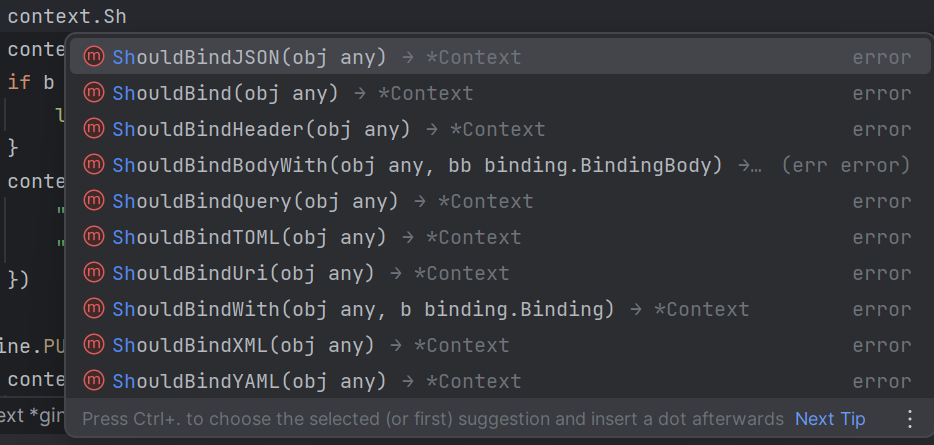 context.Sh
conte
if b
l
}
conte
"
"
})
ine.PU
conte
ext *gin
m ShouldBindJSON(obj any) → *Context error
m ShouldBind(obj any) → *Context error
m ShouldBindHeader(obj any) → *Context error
m ShouldBindBodyWith(obj any, bb binding.BindingBody) →… (err error)
m ShouldBindQuery(obj any) → *Context error
m ShouldBindTOML(obj any) → *Context error
m ShouldBindUri(obj any) → *Context error
m ShouldBindWith(obj any, b binding.Binding) → *Context error
m ShouldBindXML(obj any) → *Context error
m ShouldBindYAML(obj any) → *Context error
Press Ctrl+. to choose the selected (or first) suggestion and insert a dot afterwards Next Tip